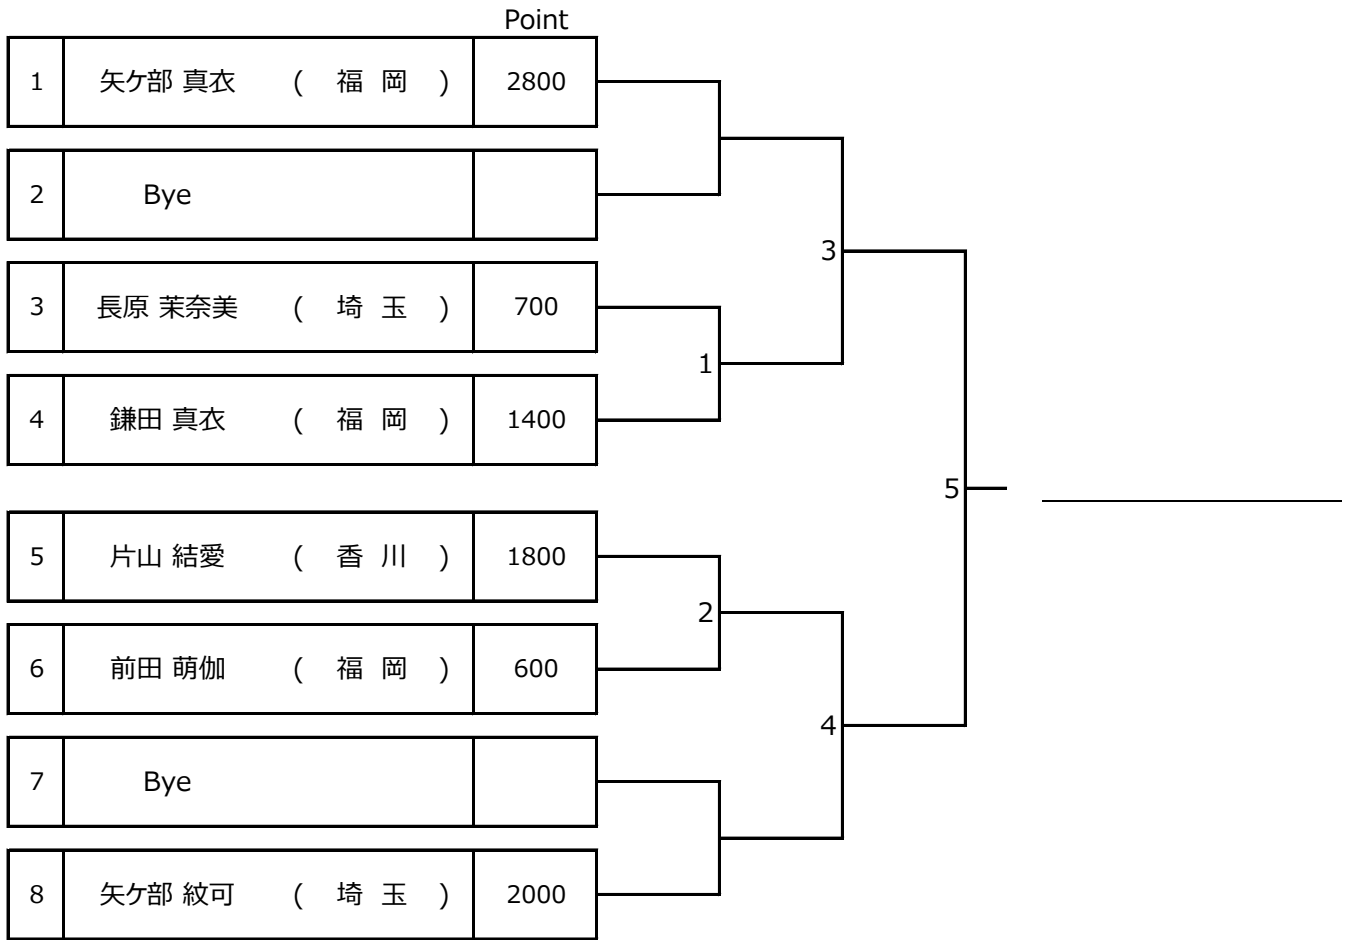 Point
1 矢ケ部 真衣 ( 福 岡 ) 2800
2 Bye
3
3 長原 茉奈美 ( 埼 玉 ) 700
1
4 鎌田 真衣 ( 福 岡 ) 1400
5
5 片山 結愛 ( 香 川 ) 1800
2
6 前田 萌伽 ( 福 岡 ) 600
4
7 Bye
8 矢ケ部 紋可 ( 埼 玉 ) 2000